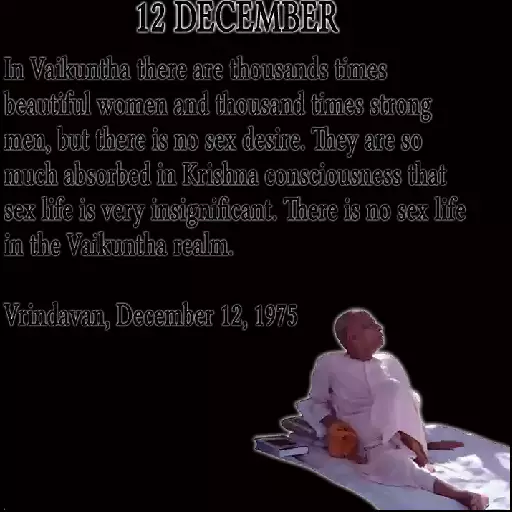 12 DECEMBER
In Vaikuntha there are thousands times
beautiful women and thousand times strong
men, but there is no sex desire. They are so
much absorbed in Krishna consciousness that
sex life is very insignificant. There is no sex life
in the Vaikuntha realm.
Vrindavan, December 12, 1975